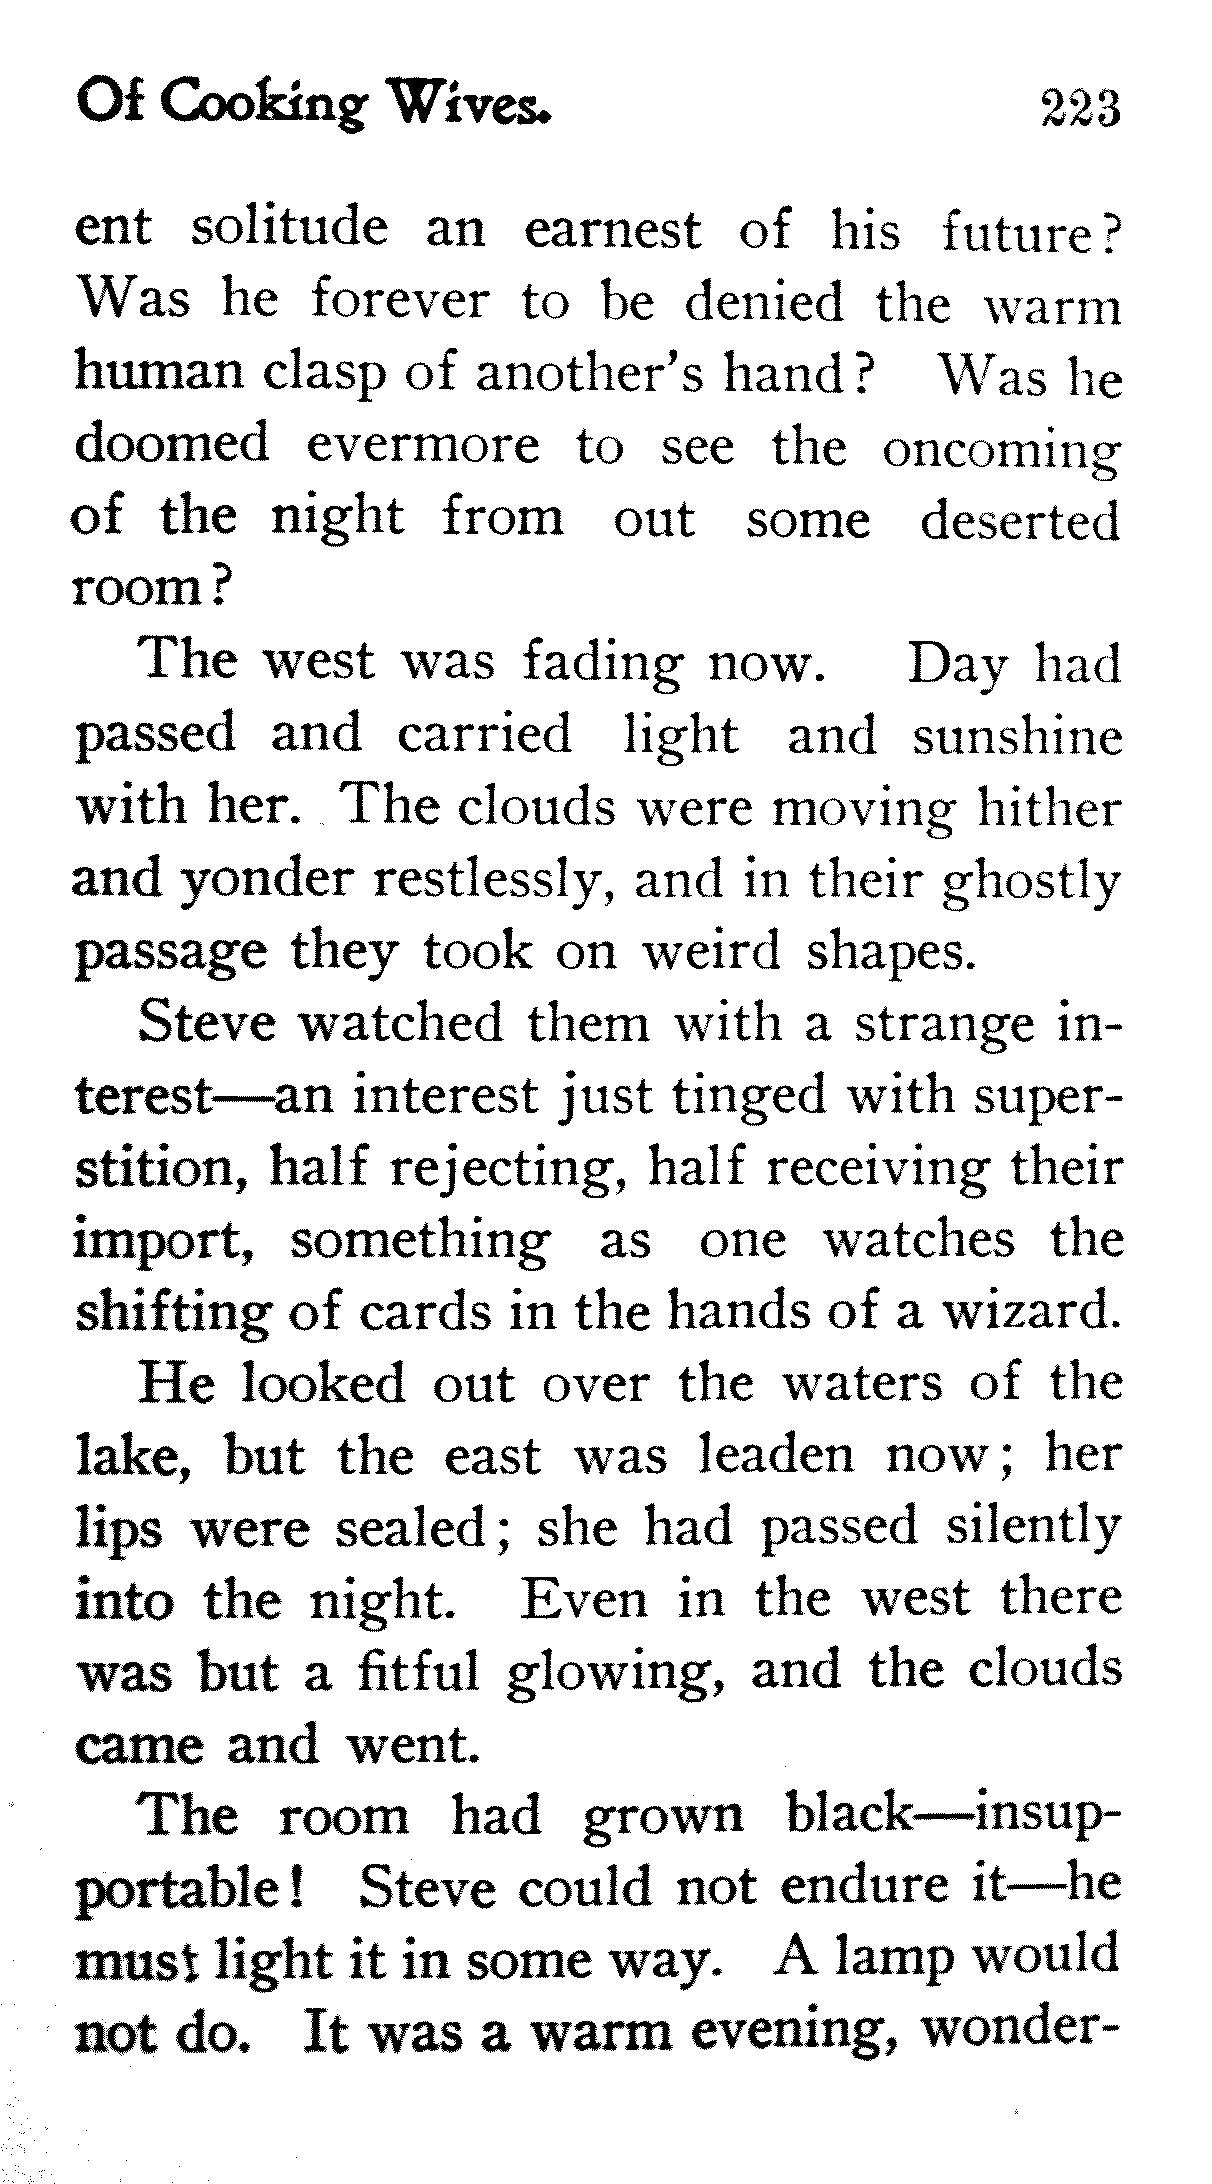 Of Cooking Wives. 223
ent solitude an earnest of his future?
Was he forever to be denied the warm
human clasp of another's hand? Was he
doomed evermore to see the oncoming
of the night from out some deserted
room?
The west was fading now. Day had
passed and carried light and sunshine
with her. The clouds were moving hither
and yonder restlessly, and in their ghostly
passage they took on weird shapes.
Steve watched them with a strange in-
terest—an interest just tinged with super-
stition, half rejecting, half receiving their
import, something as one watches the
shifting of cards in the hands of a wizard.
He looked out over the waters of the
lake, but the east was leaden now; her
lips were sealed; she had passed silently
into the night. Even in the west there
was but a fitful glowing, and the clouds
came and went.
The room had grown black—insup-
portable! Steve could not endure it—he
must light it in some way. A lamp would
not do. It was a warm evening, wonder-